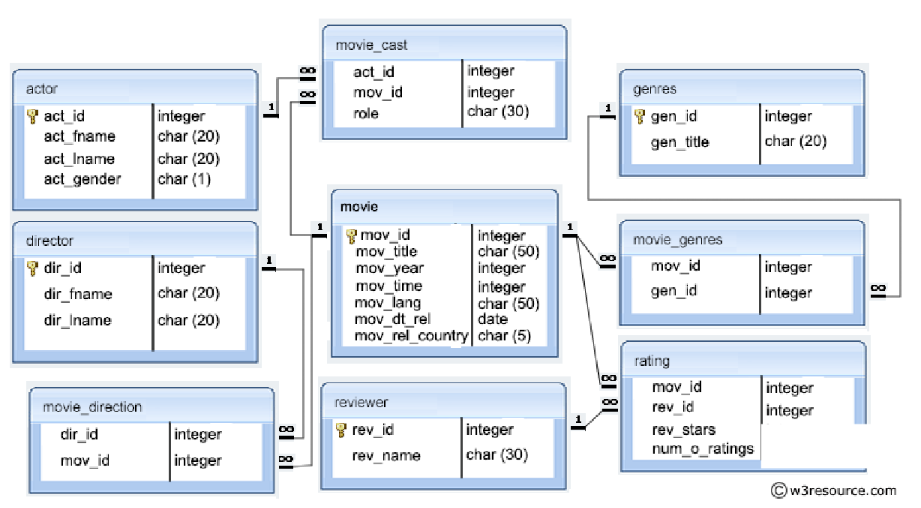 movie_cast
act_id integer
mov_id integer
role char (30)
actor
act_id integer
act_fname char (20)
act_lname char (20)
act_gender char (1)
genres
gen_id integer
gen_title char (20)
movie
mov_id integer
mov_title char (50)
mov_year integer
mov_time integer
mov_lang char (50)
mov_dt_rel date
mov_rel_country char (5)
director
dir_id integer
dir_fname char (20)
dir_lname char (20)
movie_genres
mov_id integer
gen_id integer
movie_direction
dir_id integer
mov_id integer
reviewer
rev_id integer
rev_name char (30)
rating
mov_id integer
rev_id integer
rev_stars
num_o_ratings
1 ∞
∞
1
1
∞
1
1
∞
∞
∞
1
∞
∞
∞
1
© w3resource.com